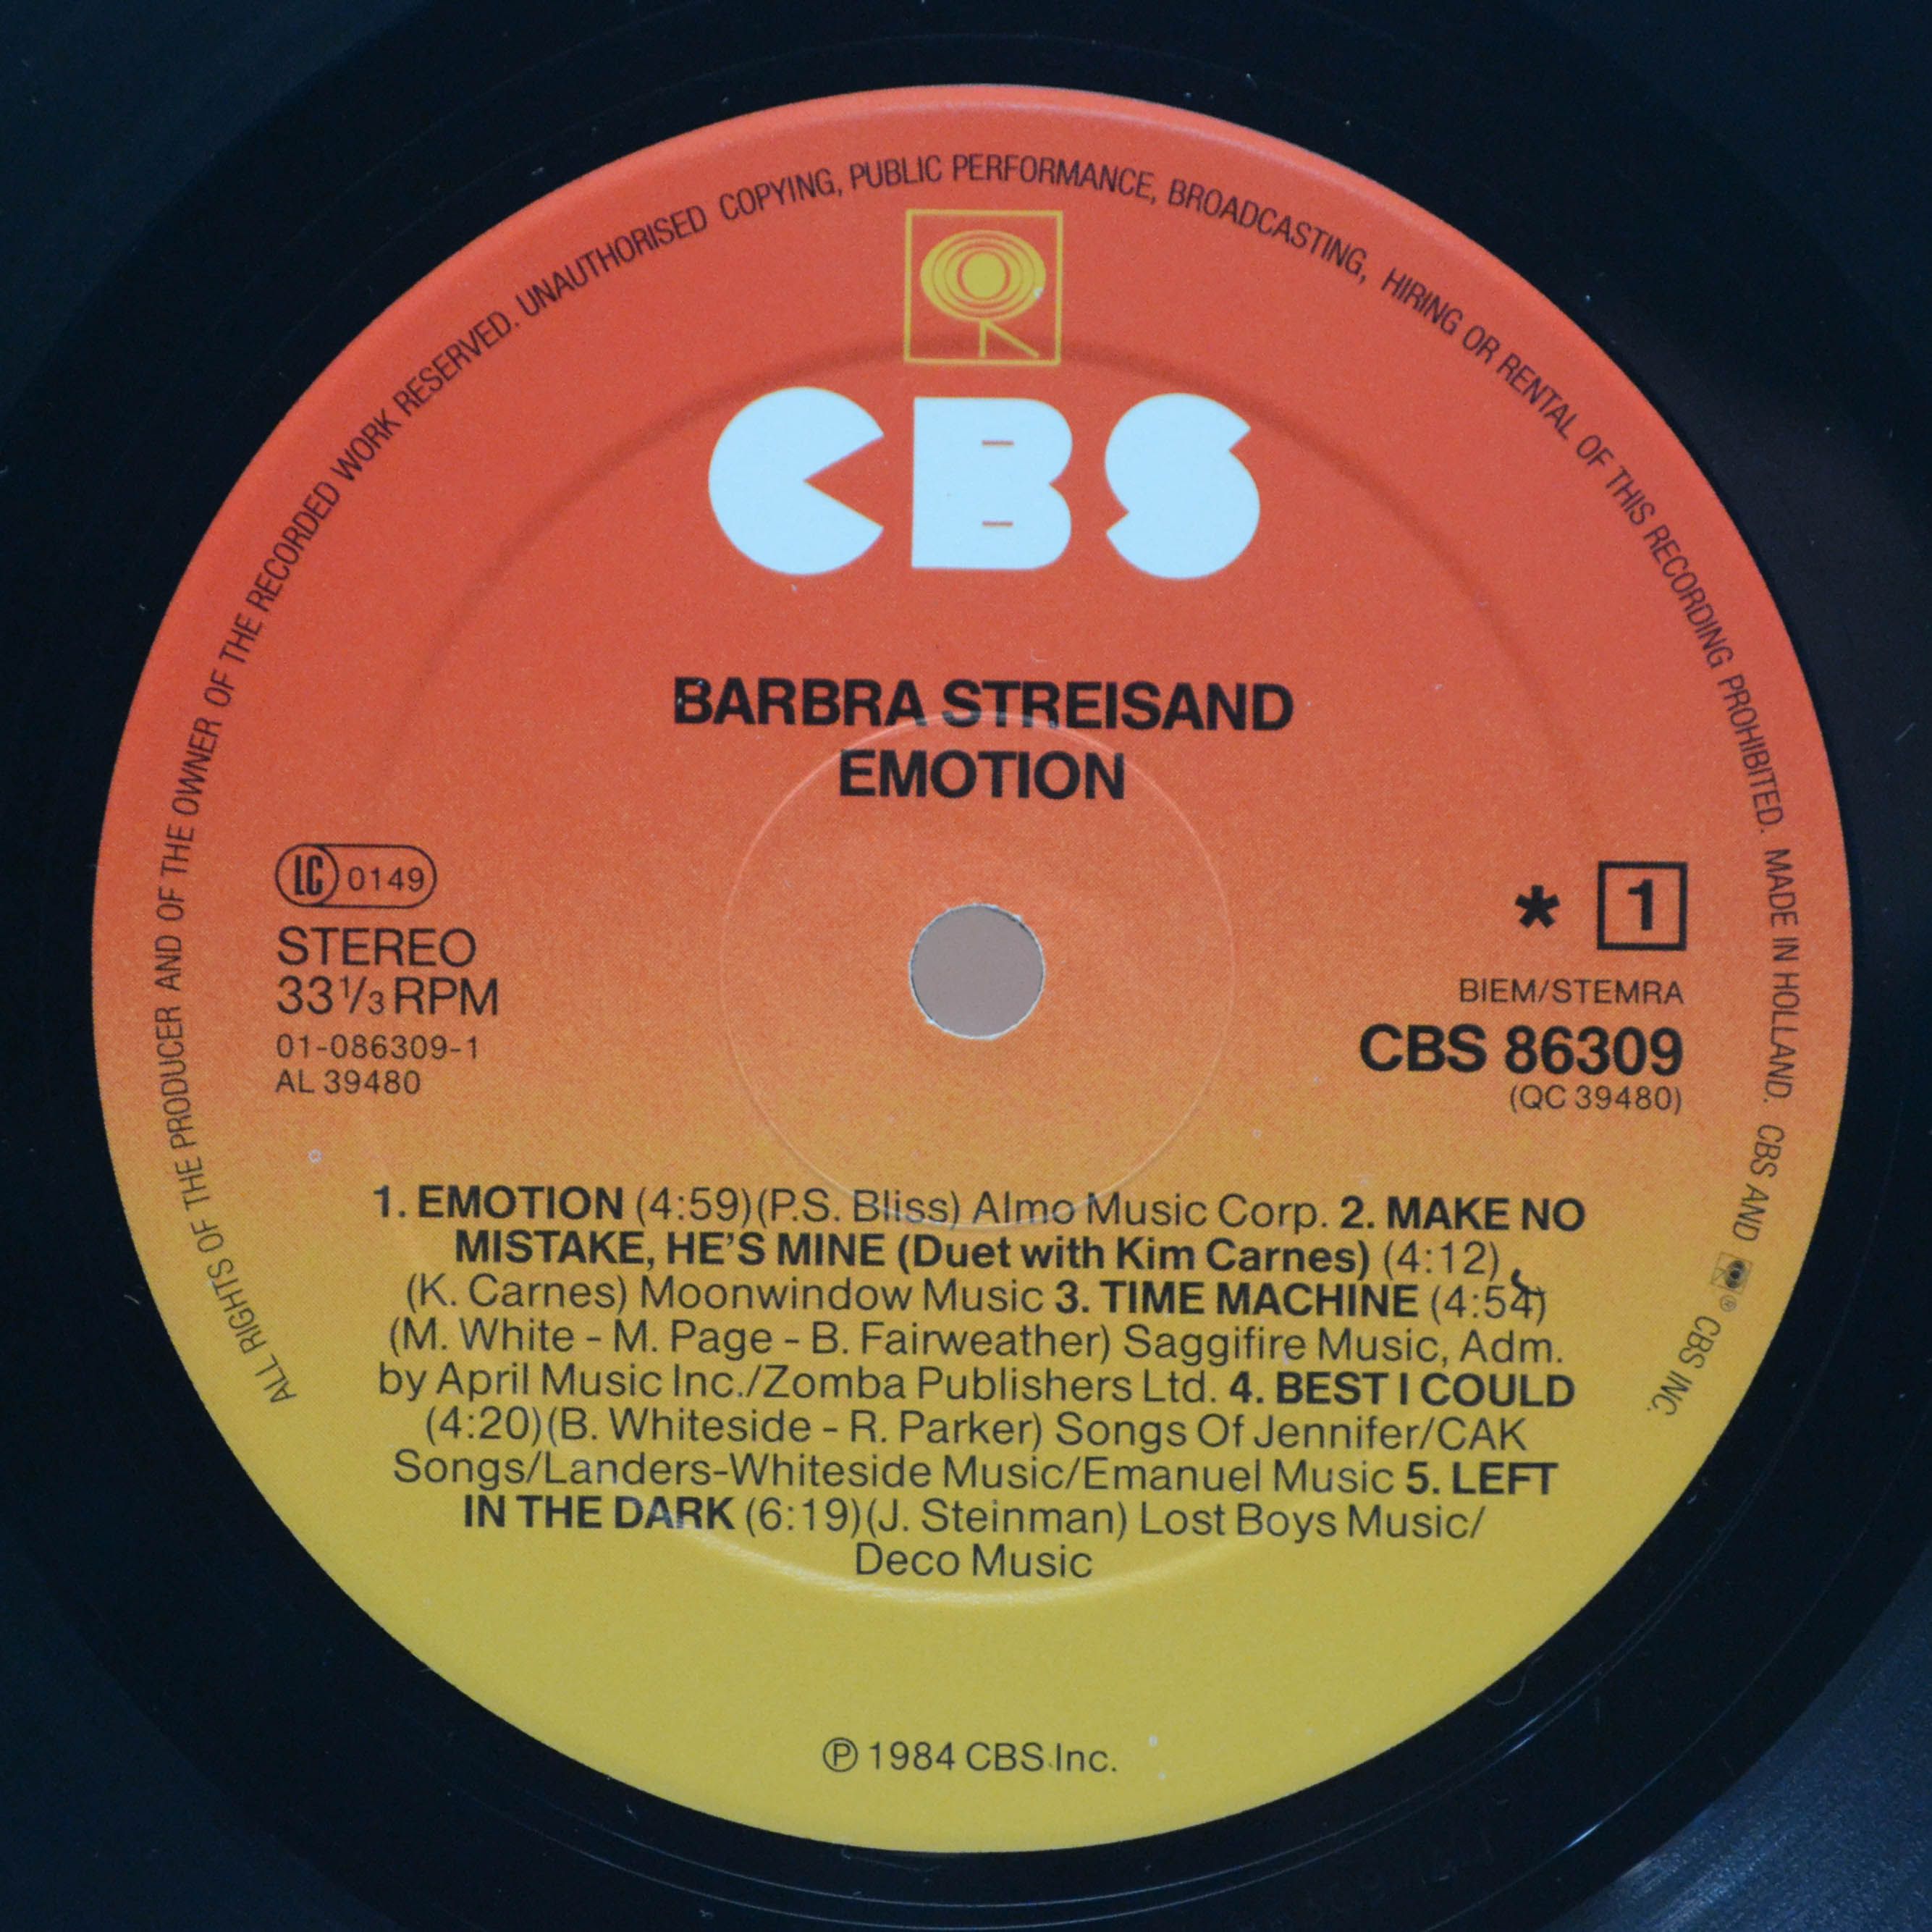 ALL RIGHTS OF THE PRODUCER AND OF THE OWNER OF THE RECORDED WORK RESERVED. UNAUTHORISED COPYING, PUBLIC PERFORMANCE, BROADCASTING, HIRING OR RENTAL OF THIS RECORDING PROHIBITED. MADE IN HOLLAND. CBS AND ® CBS INC.
CBS
BARBRA STREISAND
EMOTION
LC 0149
STEREO
33 1/3 RPM
01-086309-1
AL 39480
* 1
BIEM/STEMRA
CBS 86309
(QC 39480)
1. EMOTION (4:59)(P.S. Bliss) Almo Music Corp. 2. MAKE NO
MISTAKE, HE'S MINE (Duet with Kim Carnes) (4:12)
(K. Carnes) Moonwindow Music 3. TIME MACHINE (4:54)
(M. White - M. Page - B. Fairweather) Saggifire Music, Adm.
by April Music Inc./Zomba Publishers Ltd. 4. BEST I COULD
(4:20)(B. Whiteside - R. Parker) Songs Of Jennifer/CAK
Songs/Landers-Whiteside Music/Emanuel Music 5. LEFT
IN THE DARK (6:19)(J. Steinman) Lost Boys Music/
Deco Music
℗ 1984 CBS Inc.